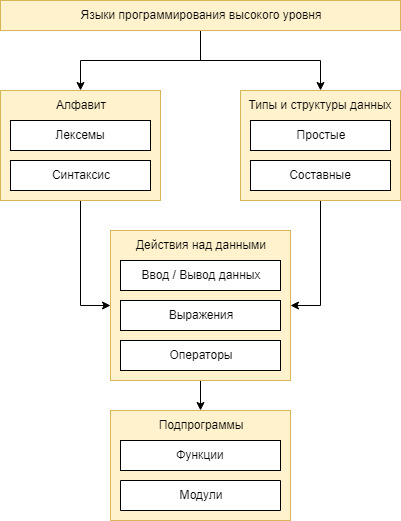 Языки программирования высокого уровня
Алфавит
Лексемы
Синтаксис
Типы и структуры данных
Простые
Составные
Действия над данными
Ввод / Вывод данных
Выражения
Операторы
Подпрограммы
Функции
Модули